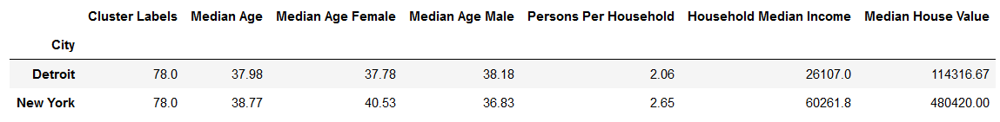 Cluster Labels Median Age Median Age Female Median Age Male Persons Per Household Household Median Income Median House Value
City
Detroit 78.0 37.98 37.78 38.18 2.06 26107.0 114316.67
New York 78.0 38.77 40.53 36.83 2.65 60261.8 480420.00